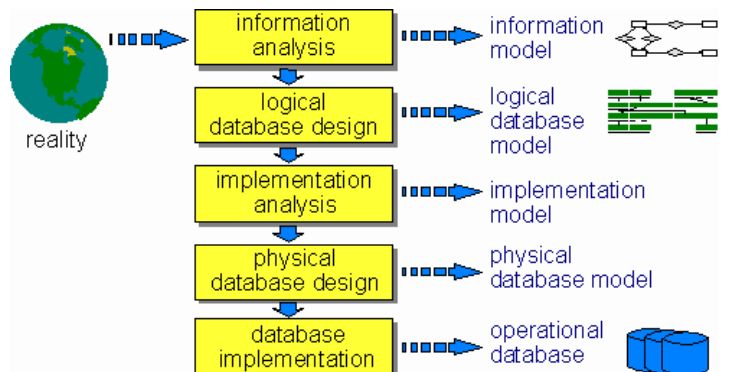 information
analysis
information
model
reality
logical
database design
logical
database
model
implementation
analysis
implementation
model
physical
database design
physical
database model
database
implementation
operational
database